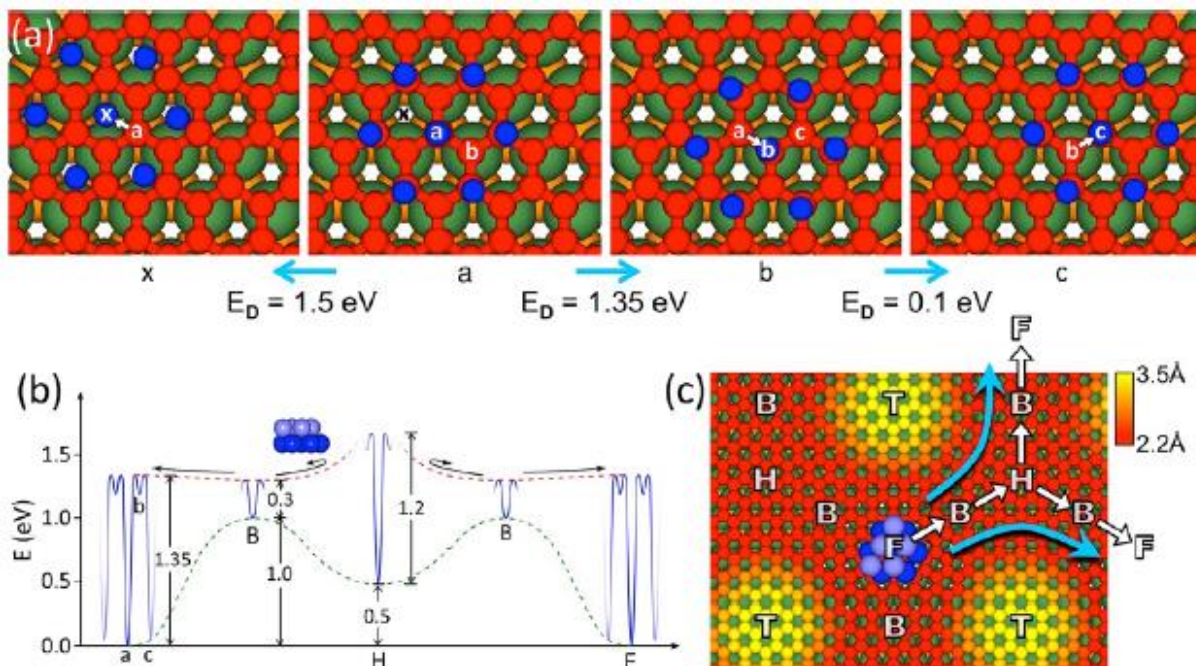 (a)
x a
x a b
a b c
b c
x a b c
E_D = 1.5 eV E_D = 1.35 eV E_D = 0.1 eV
(b)
E (eV)
1.5
1.0
0.5
0.0
b
1.35
B
0.3
1.0
1.2
0.5
B
a c H F
(c)
F
3.5Å
2.2Å
B T B
H H
B B B
F F
T B T